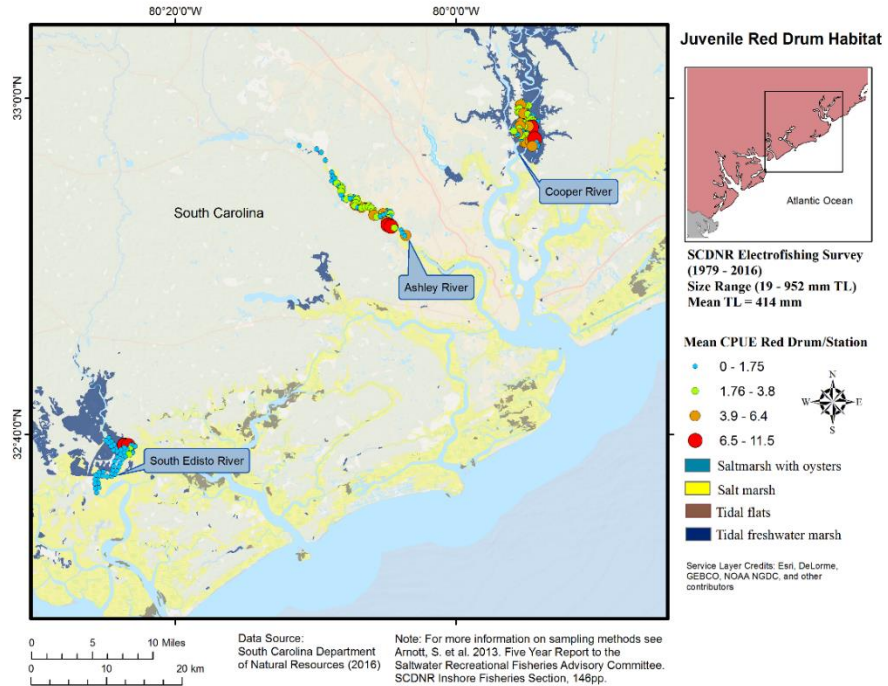 80°20'0"W
80°0'0"W
Juvenile Red Drum Habitat
33°0'0"N
Cooper River
South Carolina
Atlantic Ocean
Ashley River
SCDNR Electrofishing Survey
(1979 - 2016)
Size Range (19 - 952 mm TL)
Mean TL = 414 mm
Mean CPUE Red Drum/Station
0 - 1.75
1.76 - 3.8
3.9 - 6.4
6.5 - 11.5
N
W
E
S
32°40'0"N
South Edisto River
Saltmarsh with oysters
Salt marsh
Tidal flats
Tidal freshwater marsh
Service Layer Credits: Esri, DeLorme,
GEBCO, NOAA NGDC, and other
contributors
0 5 10 Miles
0 10 20 km
Data Source:
South Carolina Department
of Natural Resources (2016)
Note: For more information on sampling methods see
Arnott, S. et al. 2013. Five Year Report to the
Saltwater Recreational Fisheries Advisory Committee.
SCDNR Inshore Fisheries Section, 146pp.